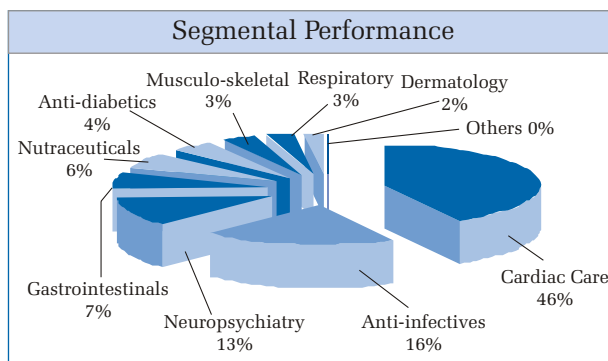 Segmental Performance
Musculo-skeletal
3%
Respiratory
3%
Dermatology
2%
Others 0%
Anti-diabetics
4%
Nutraceuticals
6%
Gastrointestinals
7%
Neuropsychiatry
13%
Anti-infectives
16%
Cardiac Care
46%